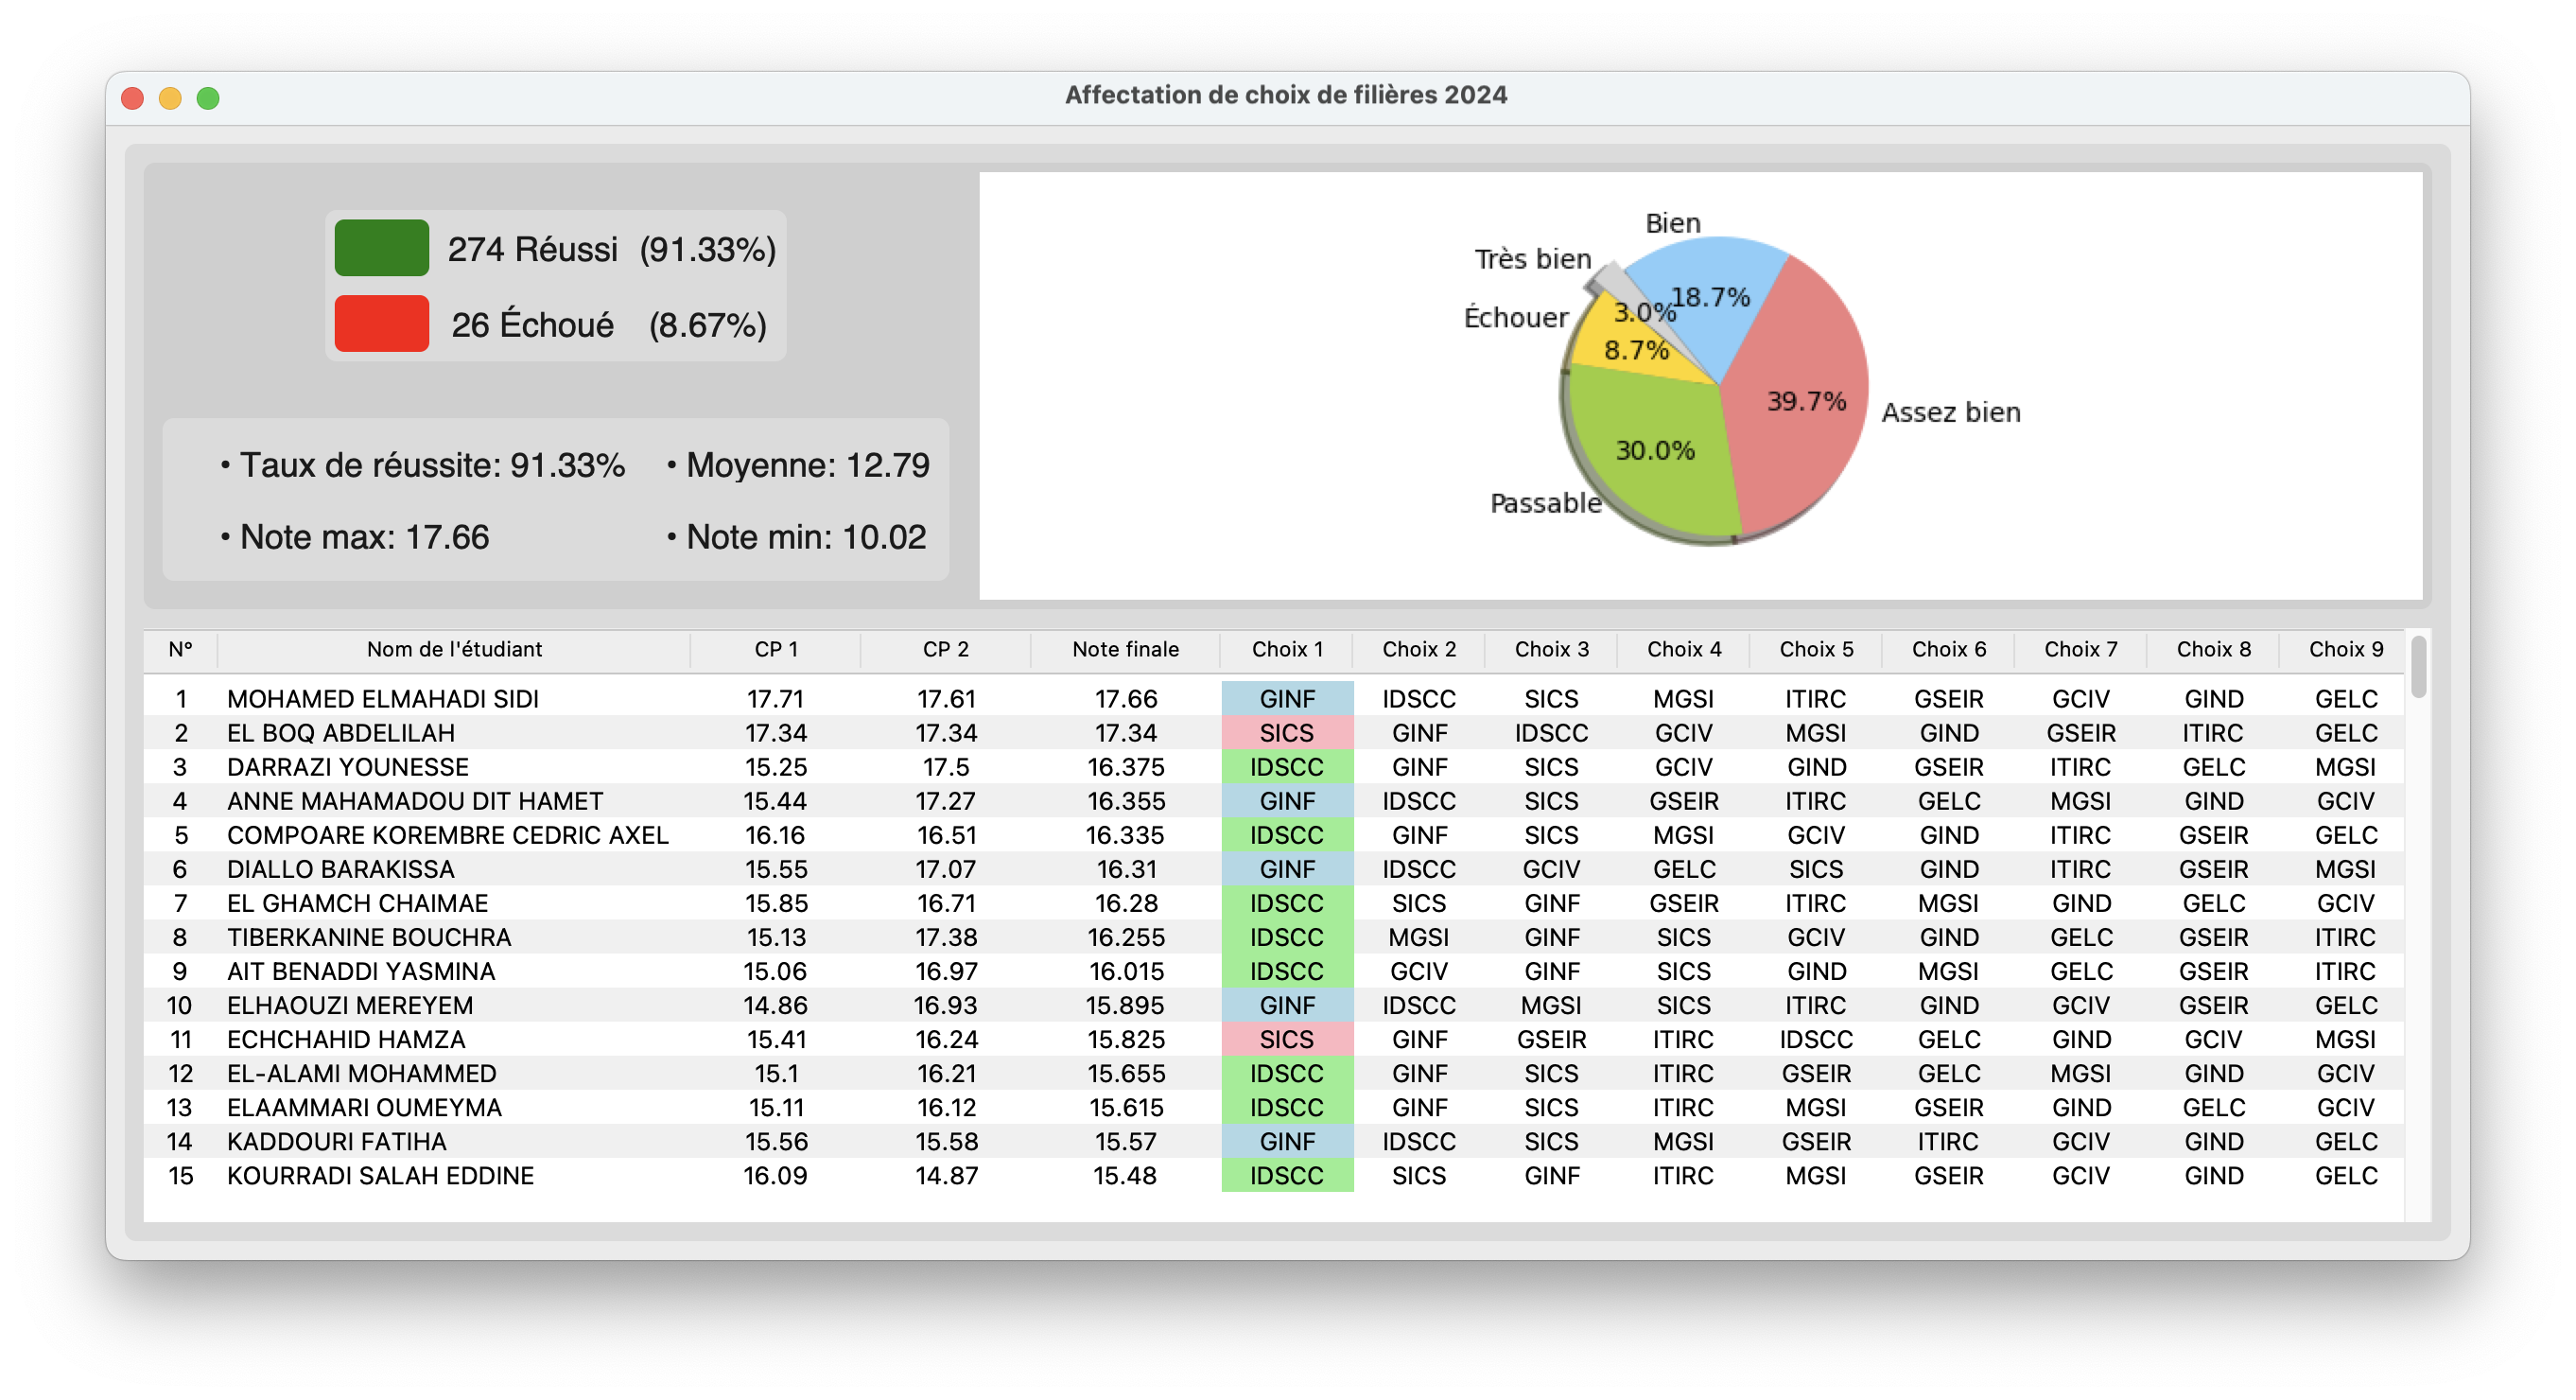 Affectation de choix de filières 2024
274 Réussi (91.33%)
26 Échoué (8.67%)
• Taux de réussite: 91.33% • Moyenne: 12.79
• Note max: 17.66 • Note min: 10.02
Bien
Très bien
Échouer
Passable
Assez bien
18.7%
3.0%
8.7%
30.0%
39.7%
N° Nom de l'étudiant CP 1 CP 2 Note finale Choix 1 Choix 2 Choix 3 Choix 4 Choix 5 Choix 6 Choix 7 Choix 8 Choix 9
1 MOHAMED ELMAHADI SIDI 17.71 17.61 17.66 GINF IDSCC SICS MGSI ITIRC GSEIR GCIV GIND GELC
2 EL BOQ ABDELILAH 17.34 17.34 17.34 SICS GINF IDSCC GCIV MGSI GIND GSEIR ITIRC GELC
3 DARRAZI YOUNESSE 15.25 17.5 16.375 IDSCC GINF SICS GCIV GIND GSEIR ITIRC GELC MGSI
4 ANNE MAHAMADOU DIT HAMET 15.44 17.27 16.355 GINF IDSCC SICS GSEIR ITIRC GELC MGSI GIND GCIV
5 COMPOARE KOREMBRE CEDRIC AXEL 16.16 16.51 16.335 IDSCC GINF SICS MGSI GCIV GIND ITIRC GSEIR GELC
6 DIALLO BARAKISSA 15.55 17.07 16.31 GINF IDSCC GCIV GELC SICS GIND ITIRC GSEIR MGSI
7 EL GHAMCH CHAIMAE 15.85 16.71 16.28 IDSCC SICS GINF GSEIR ITIRC MGSI GIND GELC GCIV
8 TIBERKANINE BOUCHRA 15.13 17.38 16.255 IDSCC MGSI GINF SICS GCIV GIND GELC GSEIR ITIRC
9 AIT BENADDI YASMINA 15.06 16.97 16.015 IDSCC GCIV GINF SICS GIND MGSI GELC GSEIR ITIRC
10 ELHAOUZI MEREYEM 14.86 16.93 15.895 GINF IDSCC MGSI SICS ITIRC GIND GCIV GSEIR GELC
11 ECHCHAHID HAMZA 15.41 16.24 15.825 SICS GINF GSEIR ITIRC IDSCC GELC GIND GCIV MGSI
12 EL-ALAMI MOHAMMED 15.1 16.21 15.655 IDSCC GINF SICS ITIRC GSEIR GELC MGSI GIND GCIV
13 ELAAMMARI OUMEYMA 15.11 16.12 15.615 IDSCC GINF SICS ITIRC MGSI GSEIR GIND GELC GCIV
14 KADDOURI FATIHA 15.56 15.58 15.57 GINF IDSCC SICS MGSI GSEIR ITIRC GCIV GIND GELC
15 KOURRADI SALAH EDDINE 16.09 14.87 15.48 IDSCC SICS GINF ITIRC MGSI GSEIR GCIV GIND GELC